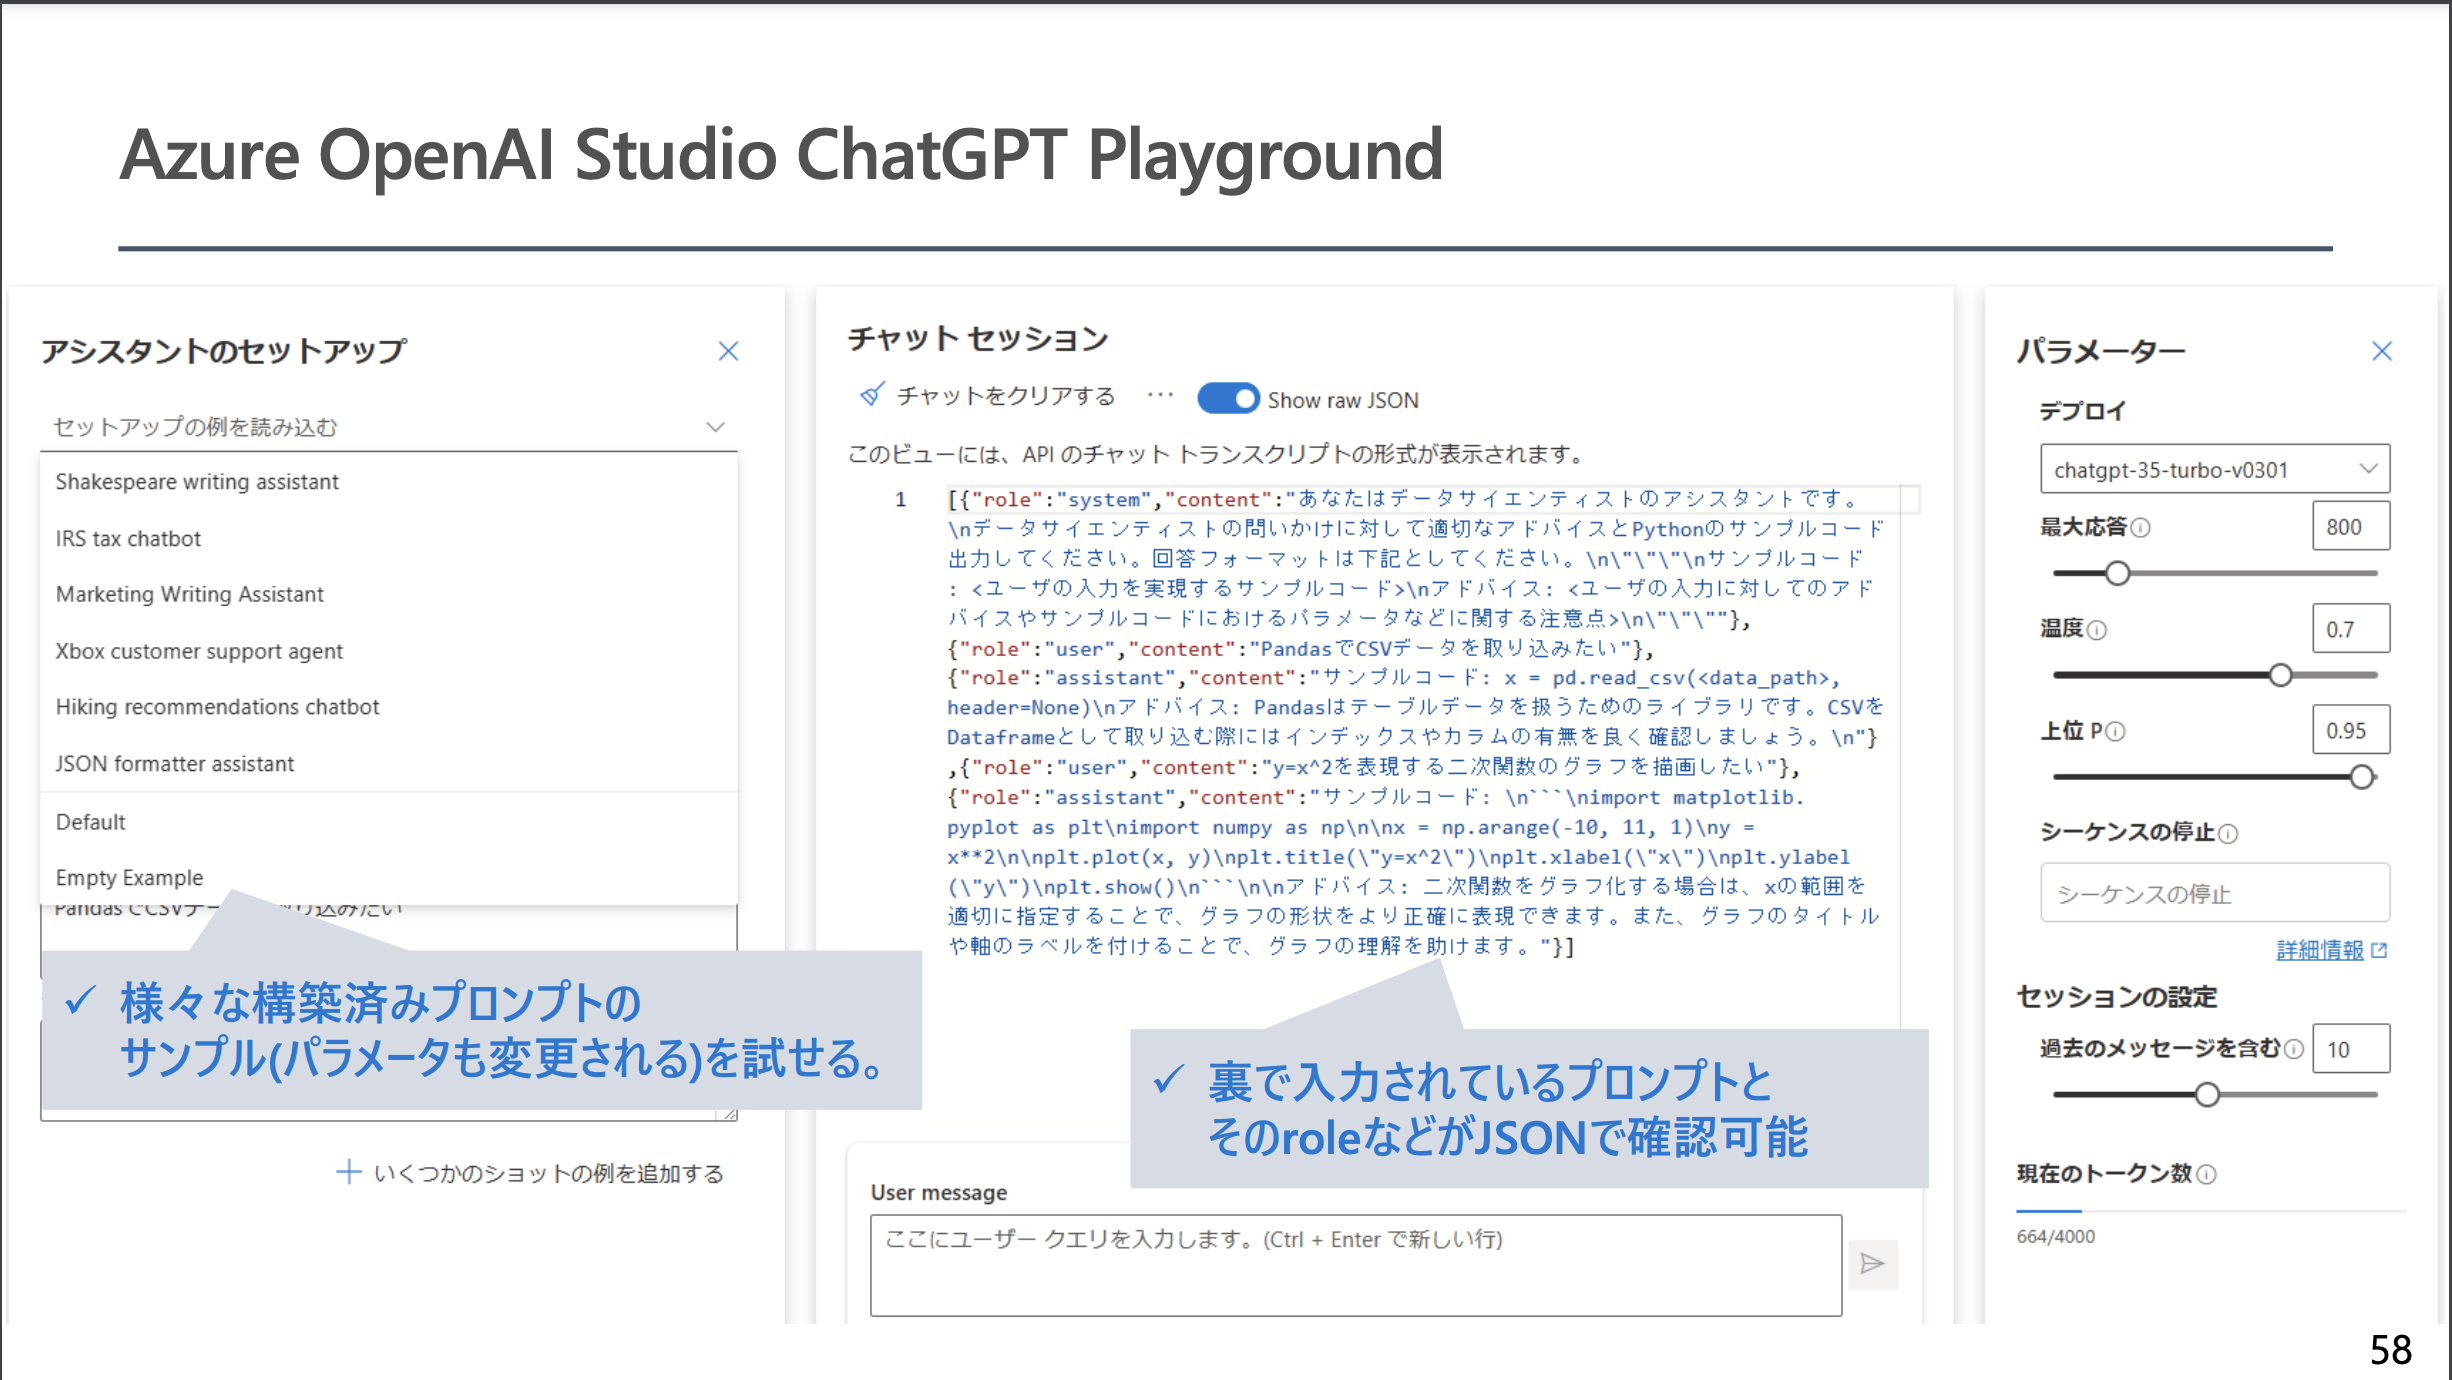 Azure OpenAI Studio ChatGPT Playground
アシスタントのセットアップ
セットアップの例を読み込む
Shakespeare writing assistant
IRS tax chatbot
Marketing Writing Assistant
Xbox customer support agent
Hiking recommendations chatbot
JSON formatter assistant
Default
Empty Example
Pandas でCSVデー
り込みたい
✓ 様々な構築済みプロンプトの
サンプル(パラメータも変更される)を試せる。
いくつかのショットの例を追加する
チャット セッション
チャットをクリアする ··· Show raw JSON
このビューには、API のチャット トランスクリプトの形式が表示されます。
1 [{"role":"system","content":"あなたはデータサイエンティストのアシスタントです。
\nデータサイエンティストの問いかけに対して適切なアドバイスとPythonのサンプルコード
出力してください。回答フォーマットは下記としてください。\n\"\"\"\nサンプルコード
: <ユーザの入力を実現するサンプルコード>\nアドバイス: <ユーザの入力に対してのアド
バイスやサンプルコードにおけるパラメータなどに関する注意点>\n\"\"\""},
{"role":"user","content":"PandasでCSVデータを取り込みたい"},
{"role":"assistant","content":"サンプルコード: x = pd.read_csv(<data_path>,
header=None)\nアドバイス: Pandasはテーブルデータを扱うためのライブラリです。CSVを
Dataframeとして取り込む際にはインデックスやカラムの有無を良く確認しましょう。\n"}
,{"role":"user","content":"y=x^2を表現する二次関数のグラフを描画したい"},
{"role":"assistant","content":"サンプルコード: \n```\nimport matplotlib.
pyplot as plt\nimport numpy as np\n\nx = np.arange(-10, 11, 1)\ny =
x**2\n\nplt.plot(x, y)\nplt.title(\"y=x^2\")\nplt.xlabel(\"x\")\nplt.ylabel
(\"y\")\nplt.show()\n```\n\nアドバイス: 二次関数をグラフ化する場合は、xの範囲を
適切に指定することで、グラフの形状をより正確に表現できます。また、グラフのタイトル
や軸のラベルを付けることで、グラフの理解を助けます。"}]
✓ 裏で入力されているプロンプトと
そのroleなどがJSONで確認可能
User message
ここにユーザー クエリを入力します。(Ctrl + Enter で新しい行)
パラメーター
デプロイ
chatgpt-35-turbo-v0301
最大応答 800
温度 0.7
上位 P 0.95
シーケンスの停止
シーケンスの停止
詳細情報
セッションの設定
過去のメッセージを含む 10
現在のトークン数
664/4000
58